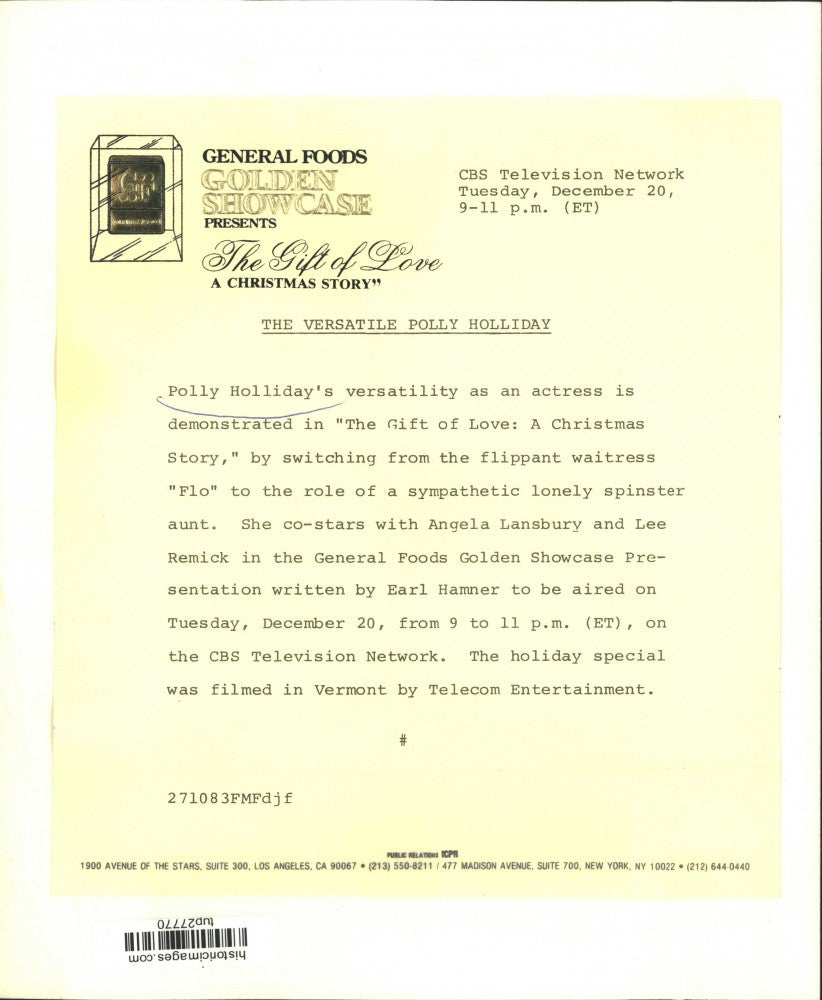 GENERAL FOODS
GOLDEN
SHOWCASE
PRESENTS
The Gift of Love
A CHRISTMAS STORY"
CBS Television Network
Tuesday, December 20,
9-11 p.m. (ET)
THE VERSATILE POLLY HOLLIDAY
Polly Holliday's versatility as an actress is
demonstrated in "The Gift of Love: A Christmas
Story," by switching from the flippant waitress
"Flo" to the role of a sympathetic lonely spinster
aunt. She co-stars with Angela Lansbury and Lee
Remick in the General Foods Golden Showcase Pre-
sentation written by Earl Hamner to be aired on
Tuesday, December 20, from 9 to 11 p.m. (ET), on
the CBS Television Network. The holiday special
was filmed in Vermont by Telecom Entertainment.
#
271083FMFdjf
PUBLIC RELATIONS ICPR
1900 AVENUE OF THE STARS, SUITE 300, LOS ANGELES, CA 90067 • (213) 550-8211 / 477 MADISON AVENUE, SUITE 700, NEW YORK, NY 10022 • (212) 644-0440
historicimages.com
tup27770